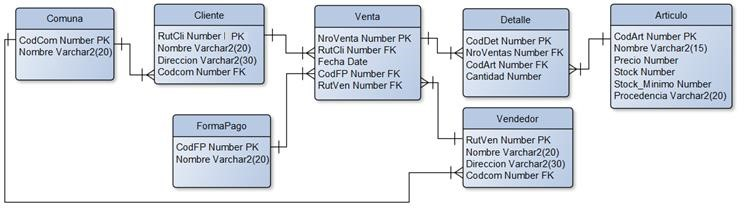 Comuna
CodCom Number PK
Nombre Varchar2(20)
Cliente
RutCli Number PK
Nombre Varchar2(20)
Direccion Varchar2(30)
Codcom Number FK
Venta
NroVenta Number PK
RutCli Number FK
Fecha Date
CodFP Number FK
RutVen Number FK
Detalle
CodDet Number PK
NroVentas Number FK
CodArt Number FK
Cantidad Number
Articulo
CodArt Number PK
Nombre Varchar2(15)
Precio Number
Stock Number
Stock_Minimo Number
Procedencia Varchar2(20)
FormaPago
CodFP Number PK
Nombre Varchar2(20)
Vendedor
RutVen Number PK
Nombre Varchar2(20)
Direccion Varchar2(30)
Codcom Number FK